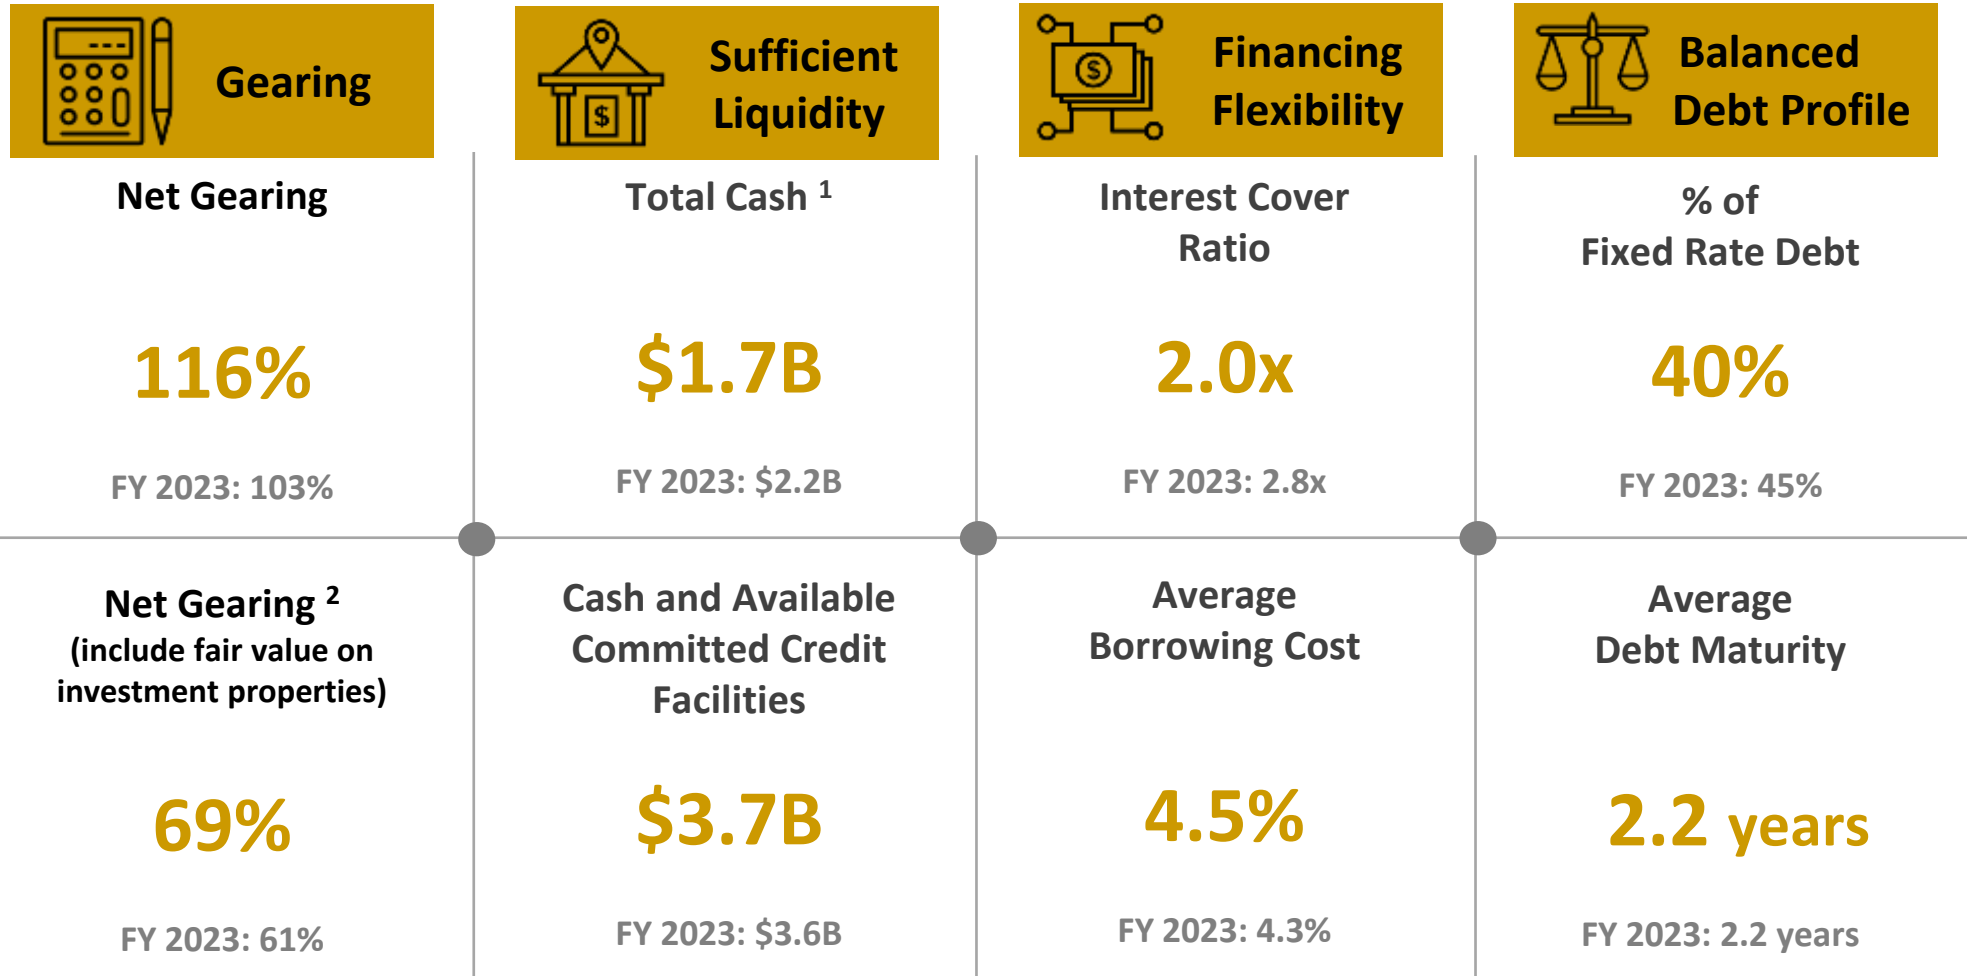 Gearing
Sufficient
Liquidity
Financing
Flexibility
Balanced
Debt Profile
Net Gearing
116%
FY 2023: 103%
Total Cash 1
$1.7B
FY 2023: $2.2B
Interest Cover
Ratio
2.0x
FY 2023: 2.8x
% of
Fixed Rate Debt
40%
FY 2023: 45%
Net Gearing 2
(include fair value on
investment properties)
69%
FY 2023: 61%
Cash and Available
Committed Credit
Facilities
$3.7B
FY 2023: $3.6B
Average
Borrowing Cost
4.5%
FY 2023: 4.3%
Average
Debt Maturity
2.2 years
FY 2023: 2.2 years